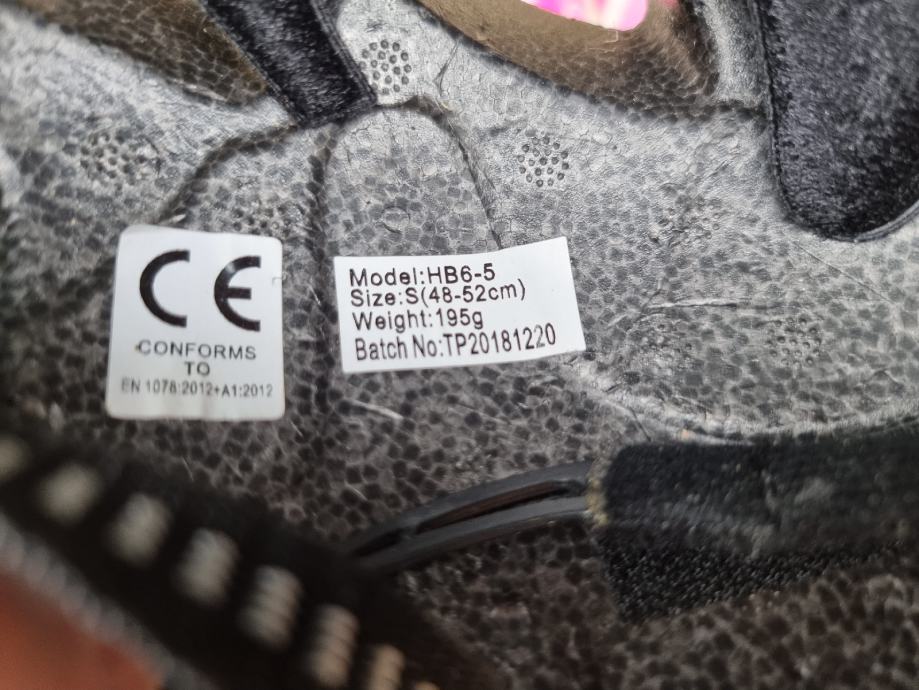 CE
CONFORMS
TO
EN 1078:2012+A1:2012
Model:HB6-5
Size:S(48-52cm)
Weight:195g
Batch No:TP20181220